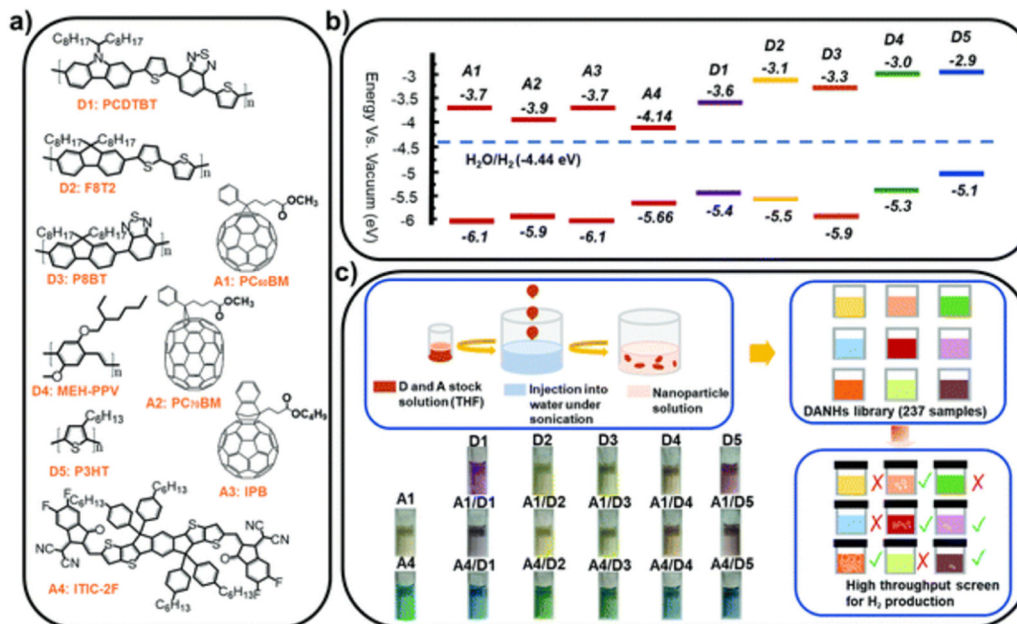 a)
C₈H₁₇ C₈H₁₇
N
N S N
S
S
n
D1: PCDTBT
C₈H₁₇ C₈H₁₇
S
S
n
D2: F8T2
C₈H₁₇ C₈H₁₇ N S N
n
D3: P8BT
OCH₃
O
A1: PC₆₀BM
O
O
n
D4: MEH-PPV
OCH₃
O
A2: PC₇₀BM
C₆H₁₃
S
n
D5: P3HT
OC₄H₉
O
A3: IPB
F
F
C₆H₁₃
C₆H₁₃
O
CN
CN
S
S
S
S
NC
CN
O
F
F
C₆H₁₃
C₆H₁₃
A4: ITIC-2F
b)
Energy Vs. Vacuum (eV)
-3
-3.5
-4
-4.5
-5
-5.5
-6
A1
-3.7
-6.1
A2
-3.9
-5.9
A3
-3.7
-6.1
A4
-4.14
-5.66
D1
-3.6
-5.4
D2
-3.1
-5.5
D3
-3.3
-5.9
D4
-3.0
-5.3
D5
-2.9
-5.1
H₂O/H₂ (-4.44 eV)
c)
D and A stock
solution (THF)
Injection into
water under
sonication
Nanoparticle
solution
DANHs library (237 samples)
D1 D2 D3 D4 D5
A1 A1/D1 A1/D2 A1/D3 A1/D4 A1/D5
A4 A4/D1 A4/D2 A4/D3 A4/D4 A4/D5
High throughput screen
for H₂ production